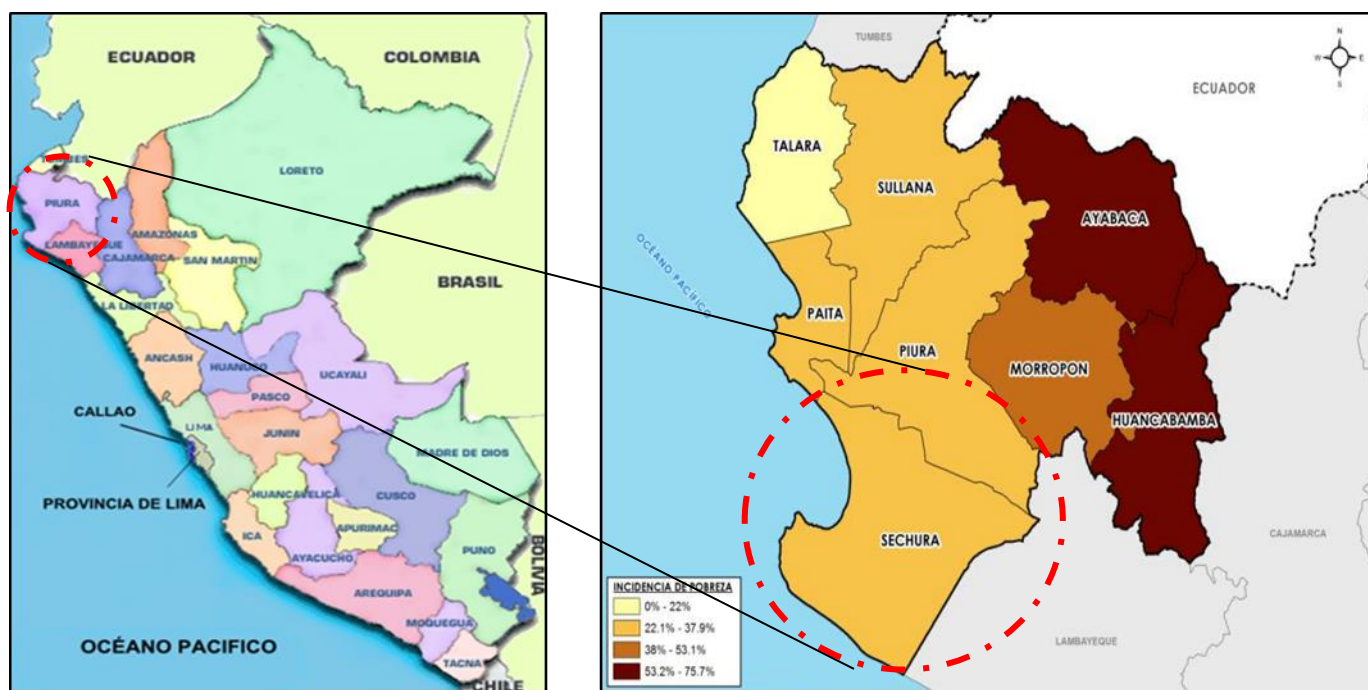 ECUADOR
COLOMBIA
TUMBES
LORETO
PIURA
AMAZONAS
LAMBAYEQUE
CAJAMARCA
SAN MARTIN
BRASIL
LA LIBERTAD
ANCASH
HUANUCO
UCAYALI
PASCO
CALLAO
LIMA
JUNIN
MADRE DE DIOS
PROVINCIA DE LIMA
HUANCAVELICA
CUSCO
ICA
APURIMAC
AYACUCHO
PUNO
BOLIVIA
AREQUIPA
MOQUEGUA
OCÉANO PACIFICO
TACNA
CHILE
TUMBES
N
W
E
S
ECUADOR
TALARA
SULLANA
AYABACA
OCÉANO PACÍFICO
PAITA
PIURA
MORROPON
HUANCABAMBA
SECHURA
CAJAMARCA
LAMBAYEQUE
INCIDENCIA DE POBREZA
0% - 22%
22.1% - 37.9%
38% - 53.1%
53.2% - 75.7%